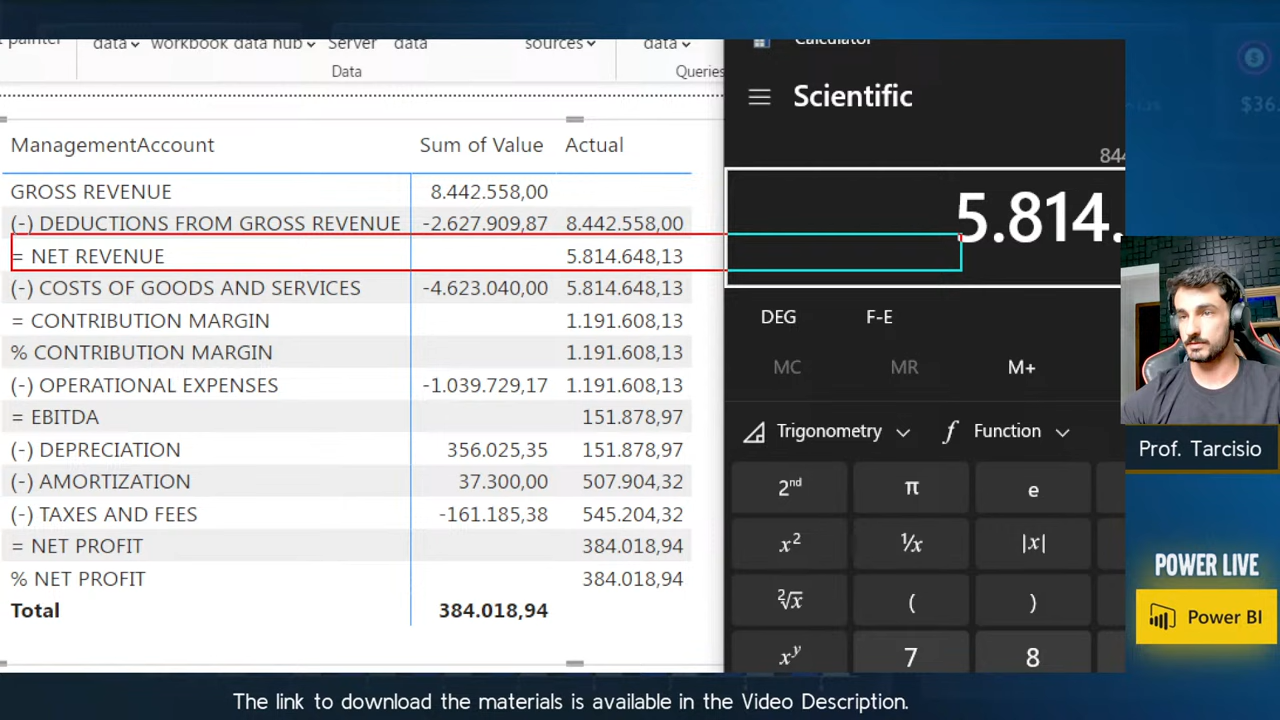 data workbook data hub Server data sources data
Data
Queries
ManagementAccount Sum of Value Actual
GROSS REVENUE 8.442.558,00
(-) DEDUCTIONS FROM GROSS REVENUE -2.627.909,87 8.442.558,00
= NET REVENUE 5.814.648,13
(-) COSTS OF GOODS AND SERVICES -4.623.040,00 5.814.648,13
= CONTRIBUTION MARGIN 1.191.608,13
% CONTRIBUTION MARGIN 1.191.608,13
(-) OPERATIONAL EXPENSES -1.039.729,17 1.191.608,13
= EBITDA 151.878,97
(-) DEPRECIATION 356.025,35 151.878,97
(-) AMORTIZATION 37.300,00 507.904,32
(-) TAXES AND FEES -161.185,38 545.204,32
= NET PROFIT 384.018,94
% NET PROFIT 384.018,94
Total 384.018,94
Calculator
Scientific
844
5.814.
DEG F-E
MC MR M+
Trigonometry f Function
2nd π e
x² ¹/x |x|
²√x ( )
xʸ 7 8
$36.
Prof. Tarcisio
POWER LIVE
Power BI
The link to download the materials is available in the Video Description.